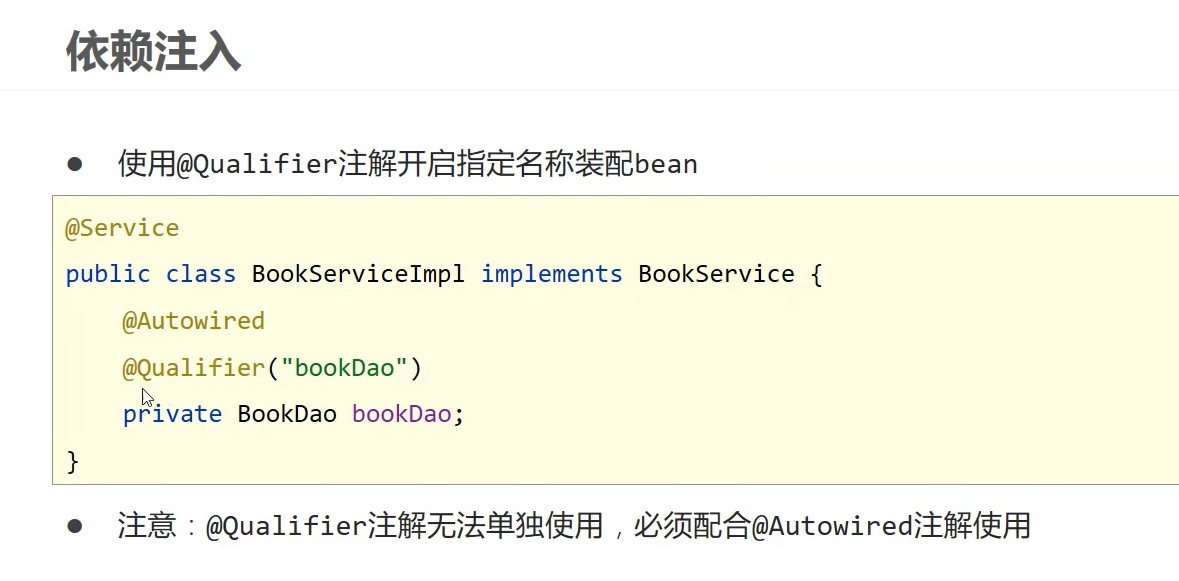 依赖注入
● 使用@Qualifier注解开启指定名称装配bean
@Service
public class BookServiceImpl implements BookService {
    @Autowired
    @Qualifier("bookDao")
    private BookDao bookDao;
}
● 注意：@Qualifier注解无法单独使用，必须配合@Autowired注解使用